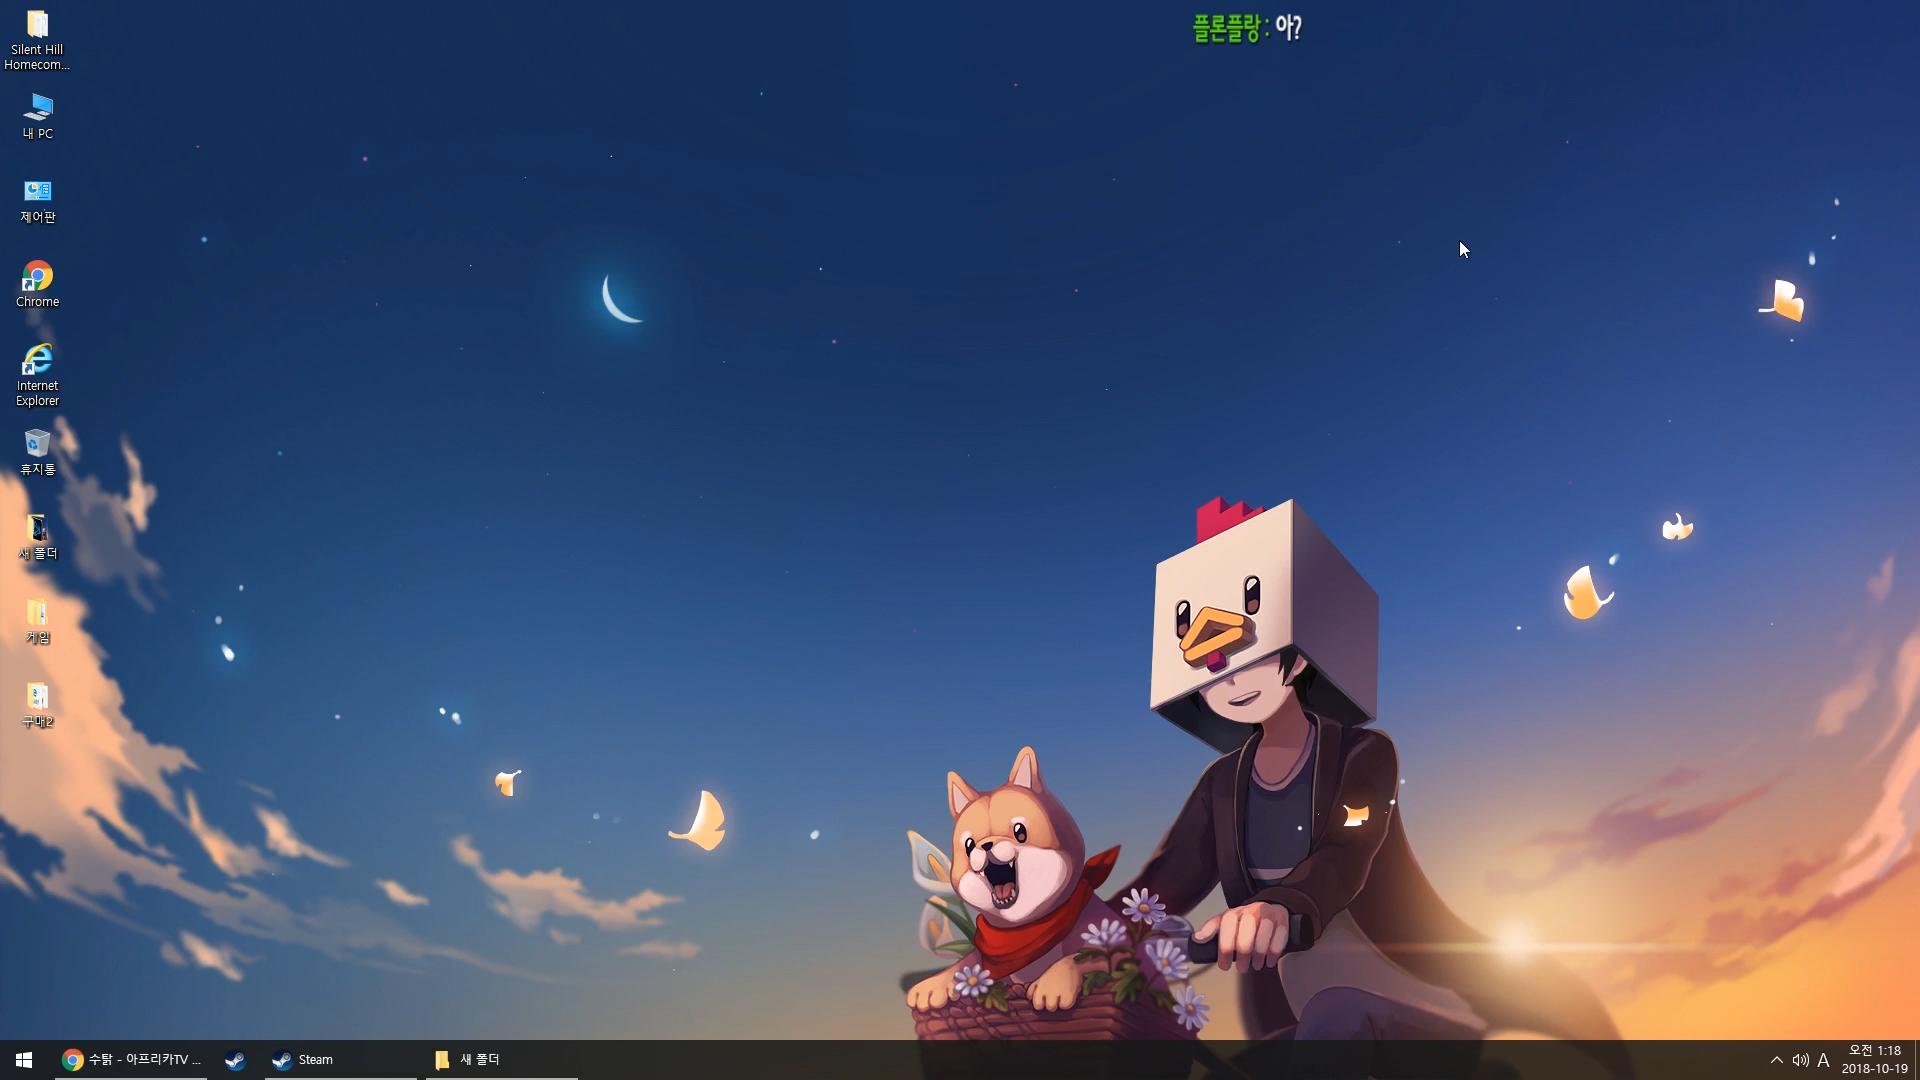 플론플랑 : 아?
Silent Hill
Homecom...
내 PC
제어판
Chrome
Internet
Explorer
휴지통
새 폴더
게임
구매2
수탉 - 아프리카TV ...
Steam
새 폴더
A
오전 1:18
2018-10-19